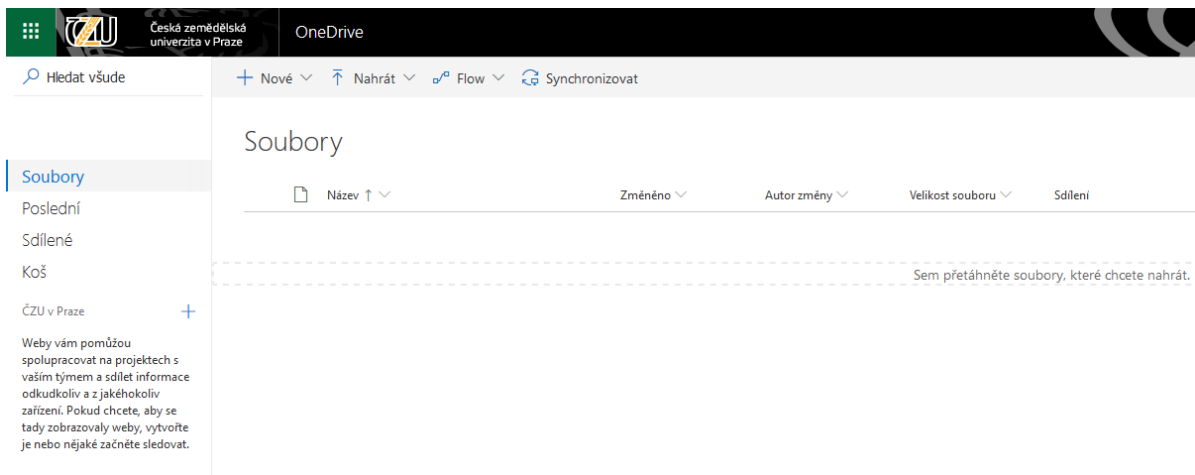 ČZU
Česká zemědělská
univerzita v Praze
OneDrive
Hledat všude
Nové
Nahrát
Flow
Synchronizovat
Soubory
Soubory
Poslední
Sdílené
Koš
ČZU v Praze
Weby vám pomůžou
spolupracovat na projektech s
vaším týmem a sdílet informace
odkudkoliv a z jakéhokoliv
zařízení. Pokud chcete, aby se
tady zobrazovaly weby, vytvořte
je nebo nějaké začněte sledovat.
Název ↑
Změněno
Autor změny
Velikost souboru
Sdílení
Sem přetáhněte soubory, které chcete nahrát.